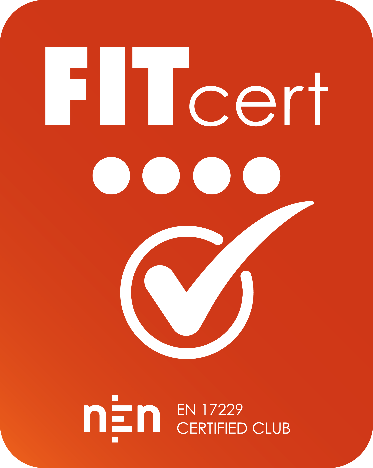 FITcert
nen EN 17229
CERTIFIED CLUB